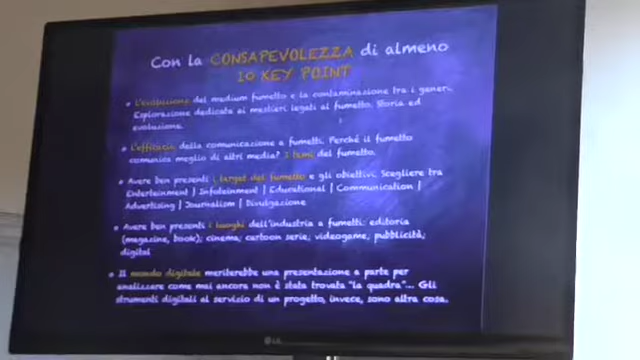 Con la CONSAPEVOLEZZA di almeno
10 KEY POINT
L'evoluzione del medium fumetto e la contaminazione tra i generi.
Esplorazione dedicata ai mestieri legati al fumetto. Storia ed
evoluzione.
L'efficacia della comunicazione a fumetti. Perché il fumetto
comunica meglio di altri media? I temi del fumetto.
Avere ben presenti i target del fumetto e gli obiettivi. Scegliere tra
Entertainment | Infotainment | Educational | Communication |
Advertising | Journalism | Divulgazione
Avere ben presenti i luoghi dell'industria a fumetti: editoria
(magazine, book); cinema; cartoon serie; videogame, pubblicità;
digital
Il mondo digitale meriterebbe una presentazione a parte per
analizzare come mai ancora non è stata trovata "la quadra"... Gli
strumenti digitali al servizio di un progetto, invece, sono altra cosa.
LG